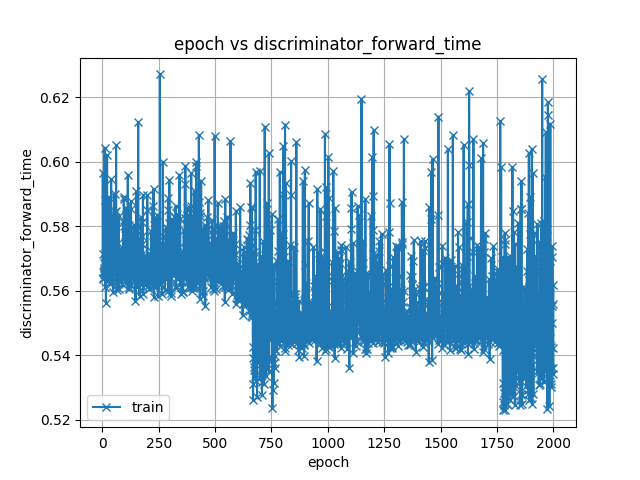 epoch vs discriminator_forward_time
discriminator_forward_time
0.62
0.60
0.58
0.56
0.54
0.52
train
0 250 500 750 1000 1250 1500 1750 2000
epoch